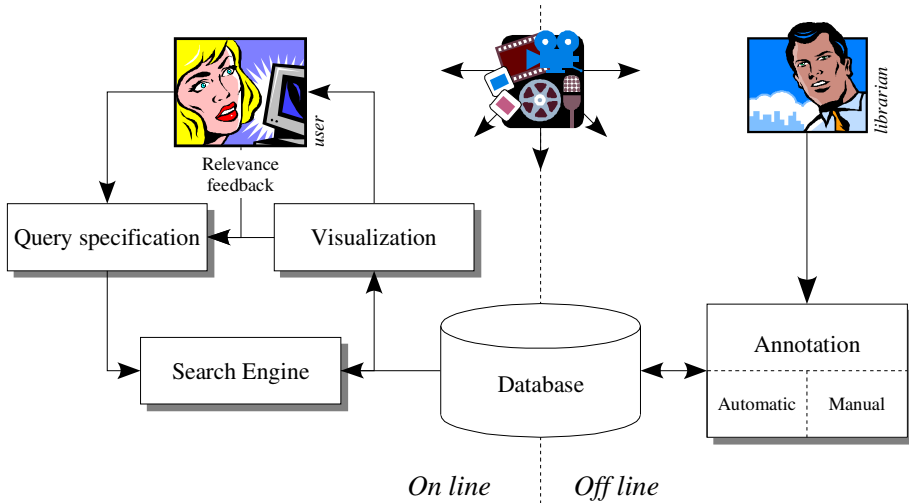 user
librarian
Relevance
feedback
Query specification
Visualization
Search Engine
Database
Annotation
Automatic
Manual
On line
Off line